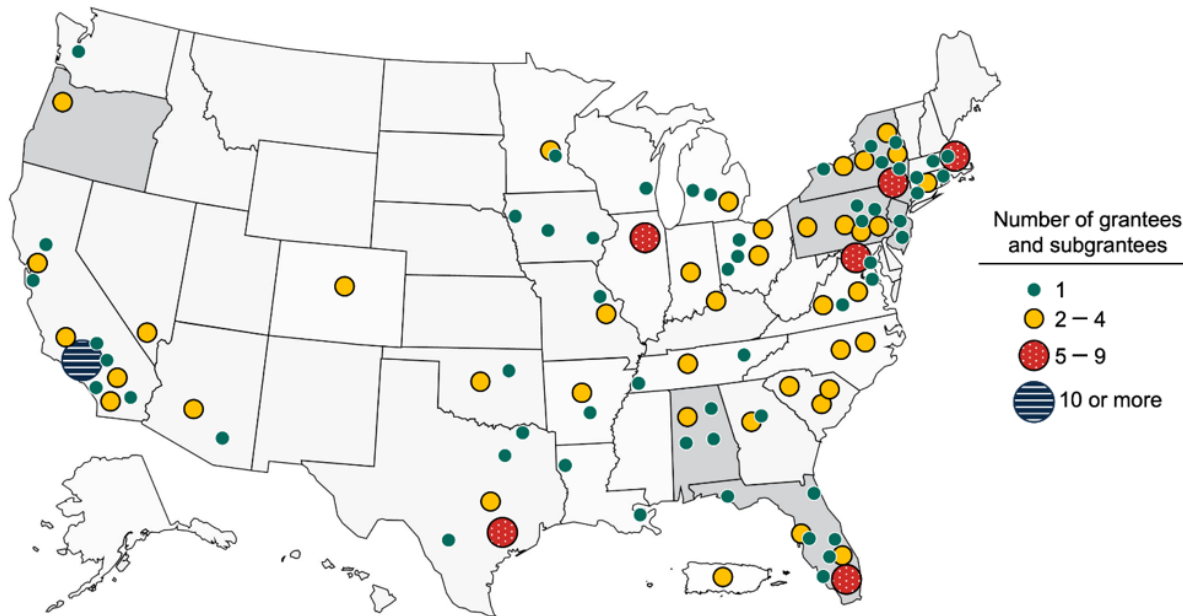 Number of grantees
and subgrantees
1
2 – 4
5 – 9
10 or more